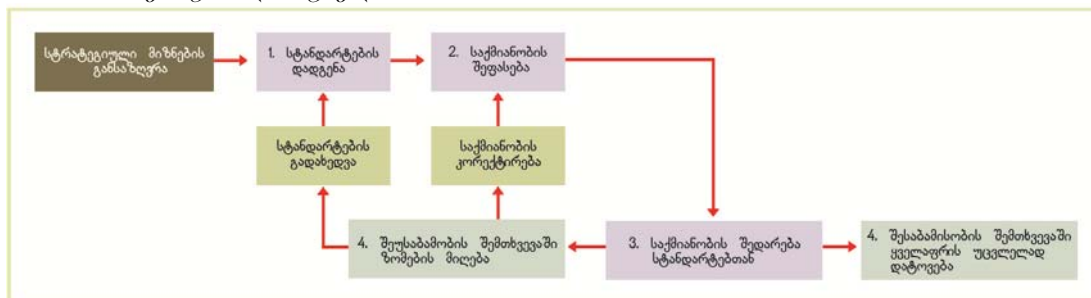 სტრატეგიული მიზნების
განსაზღვრა
1. სტანდარტების
დადგენა
2. საქმიანობის
შეფასება
სტანდარტების
გადახედვა
საქმიანობის
კორექტირება
4. შეუსაბამობის შემთხვევაში
ზომების მიღება
3. საქმიანობის შედარება
სტანდარტებთან
4. შესაბამისობის შემთხვევაში
ყველაფრის უცვლელად
დატოვება